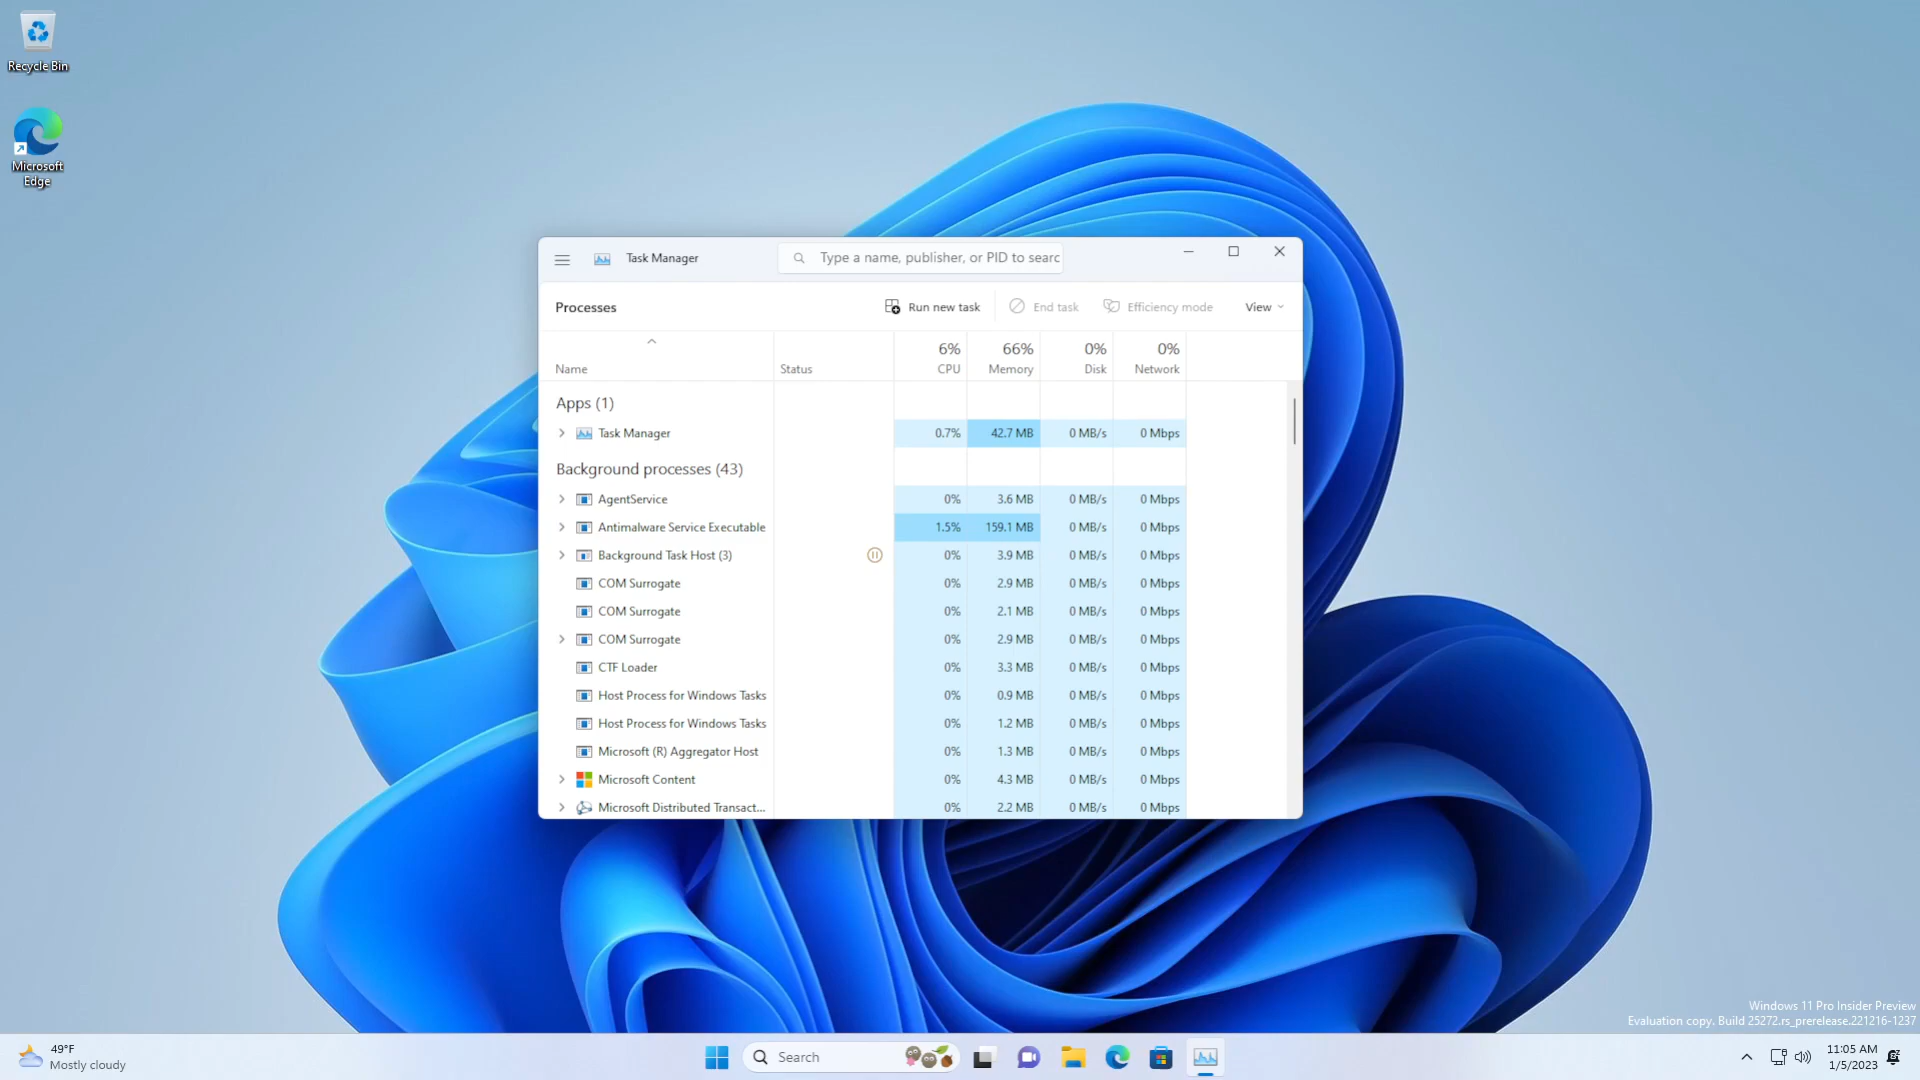 Recycle Bin
Microsoft
Edge
Task Manager
Type a name, publisher, or PID to searc
Processes
Run new task
End task
Efficiency mode
View
Name
Status
6%
CPU
66%
Memory
0%
Disk
0%
Network
Apps (1)
Task Manager 0.7% 42.7 MB 0 MB/s 0 Mbps
Background processes (43)
AgentService 0% 3.6 MB 0 MB/s 0 Mbps
Antimalware Service Executable 1.5% 159.1 MB 0 MB/s 0 Mbps
Background Task Host (3) 0% 3.9 MB 0 MB/s 0 Mbps
COM Surrogate 0% 2.9 MB 0 MB/s 0 Mbps
COM Surrogate 0% 2.1 MB 0 MB/s 0 Mbps
COM Surrogate 0% 2.9 MB 0 MB/s 0 Mbps
CTF Loader 0% 3.3 MB 0 MB/s 0 Mbps
Host Process for Windows Tasks 0% 0.9 MB 0 MB/s 0 Mbps
Host Process for Windows Tasks 0% 1.2 MB 0 MB/s 0 Mbps
Microsoft (R) Aggregator Host 0% 1.3 MB 0 MB/s 0 Mbps
Microsoft Content 0% 4.3 MB 0 MB/s 0 Mbps
Microsoft Distributed Transact... 0% 2.2 MB 0 MB/s 0 Mbps
Windows 11 Pro Insider Preview
Evaluation copy. Build 25272.rs_prerelease.221216-1237
49°F
Mostly cloudy
Search
11:05 AM
1/5/2023